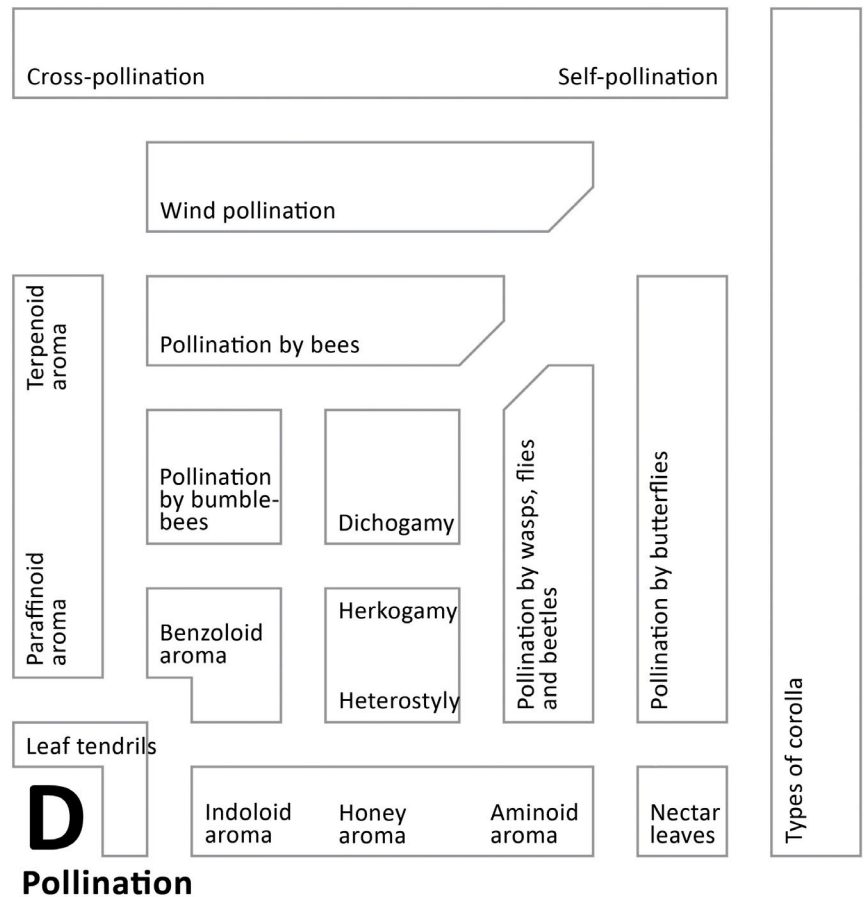 Cross-pollination
Self-pollination
Wind pollination
Terpenoid
aroma
Pollination by bees
Pollination
by bumble-
bees
Dichogamy
Pollination by wasps, flies
and beetles
Pollination by butterflies
Paraffinoid
aroma
Benzoloid
aroma
Herkogamy
Heterostyly
Types of corolla
Leaf tendrils
Indoloid
aroma
Honey
aroma
Aminoid
aroma
Nectar
leaves
D
Pollination